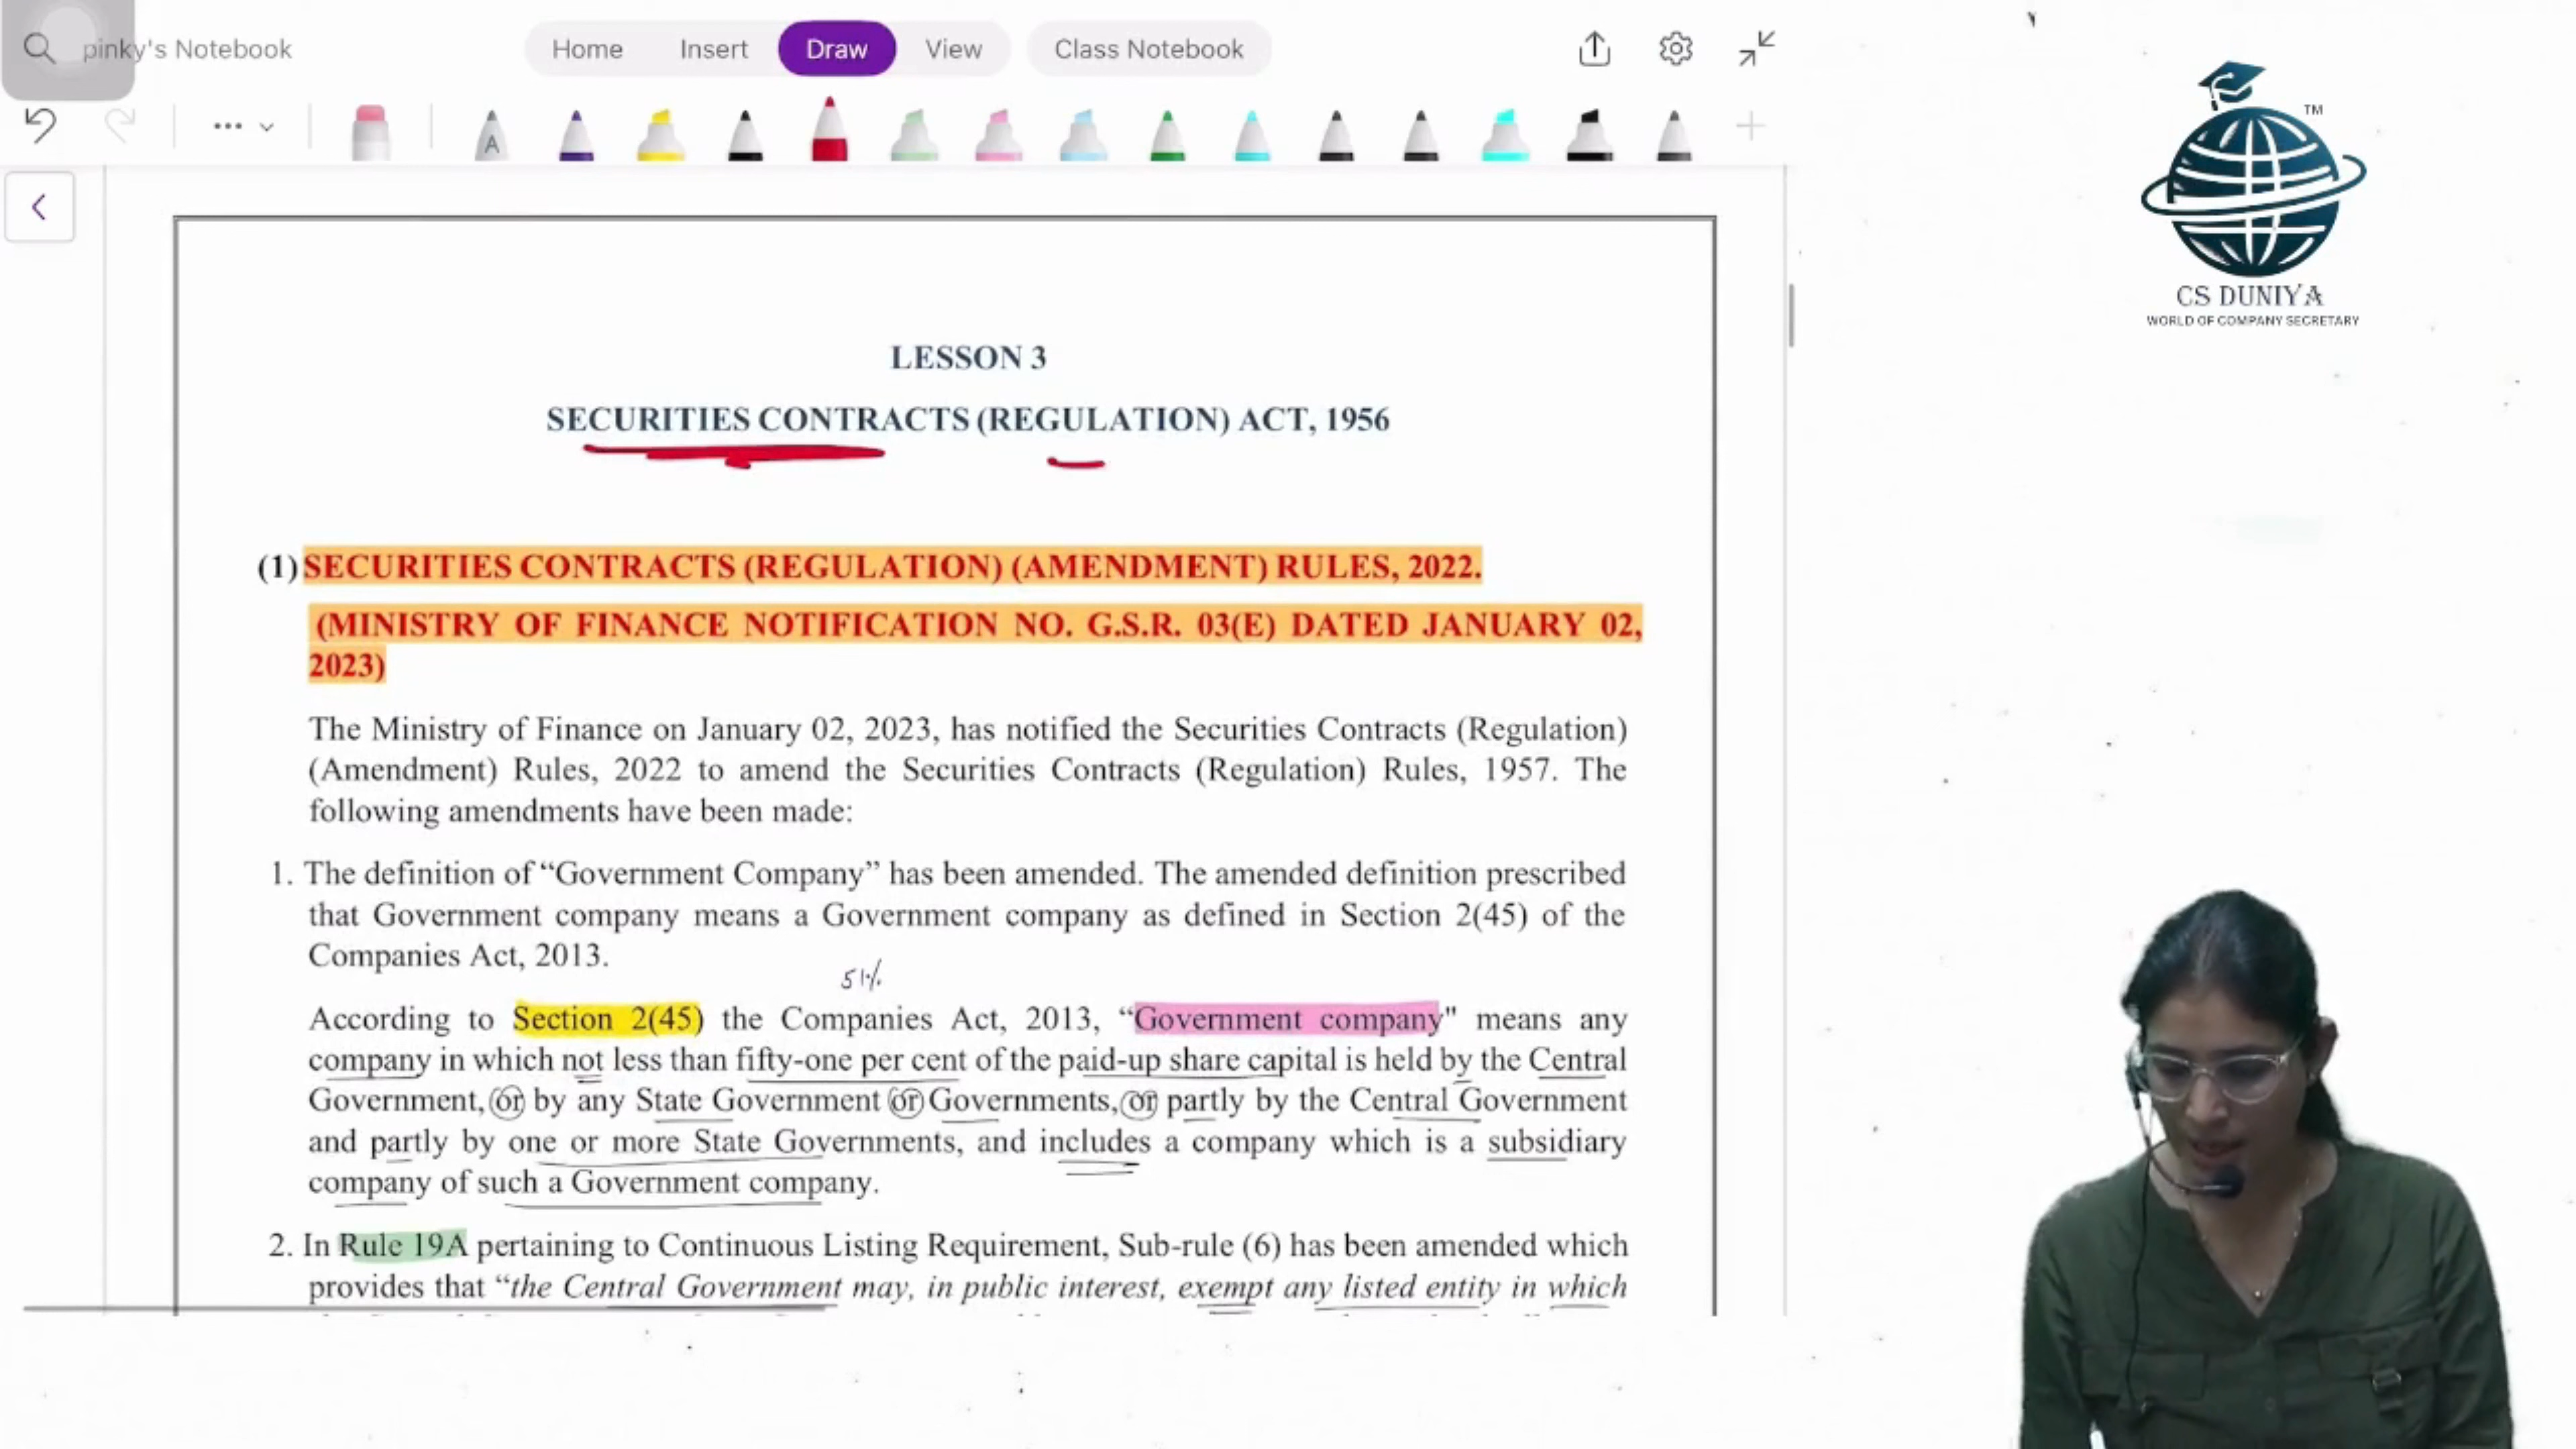 pinky's Notebook
Home
Insert
Draw
View
Class Notebook
A
TM
CS DUNIYA
WORLD OF COMPANY SECRETARY
LESSON 3
SECURITIES CONTRACTS (REGULATION) ACT, 1956
(1) SECURITIES CONTRACTS (REGULATION) (AMENDMENT) RULES, 2022.
(MINISTRY OF FINANCE NOTIFICATION NO. G.S.R. 03(E) DATED JANUARY 02,
2023)
The Ministry of Finance on January 02, 2023, has notified the Securities Contracts (Regulation)
(Amendment) Rules, 2022 to amend the Securities Contracts (Regulation) Rules, 1957. The
following amendments have been made:
1. The definition of “Government Company” has been amended. The amended definition prescribed
that Government company means a Government company as defined in Section 2(45) of the
Companies Act, 2013.
51%
According to Section 2(45) the Companies Act, 2013, “Government company" means any
company in which not less than fifty-one per cent of the paid-up share capital is held by the Central
Government, or by any State Government or Governments, or partly by the Central Government
and partly by one or more State Governments, and includes a company which is a subsidiary
company of such a Government company.
2. In Rule 19A pertaining to Continuous Listing Requirement, Sub-rule (6) has been amended which
provides that “the Central Government may, in public interest, exempt any listed entity in which